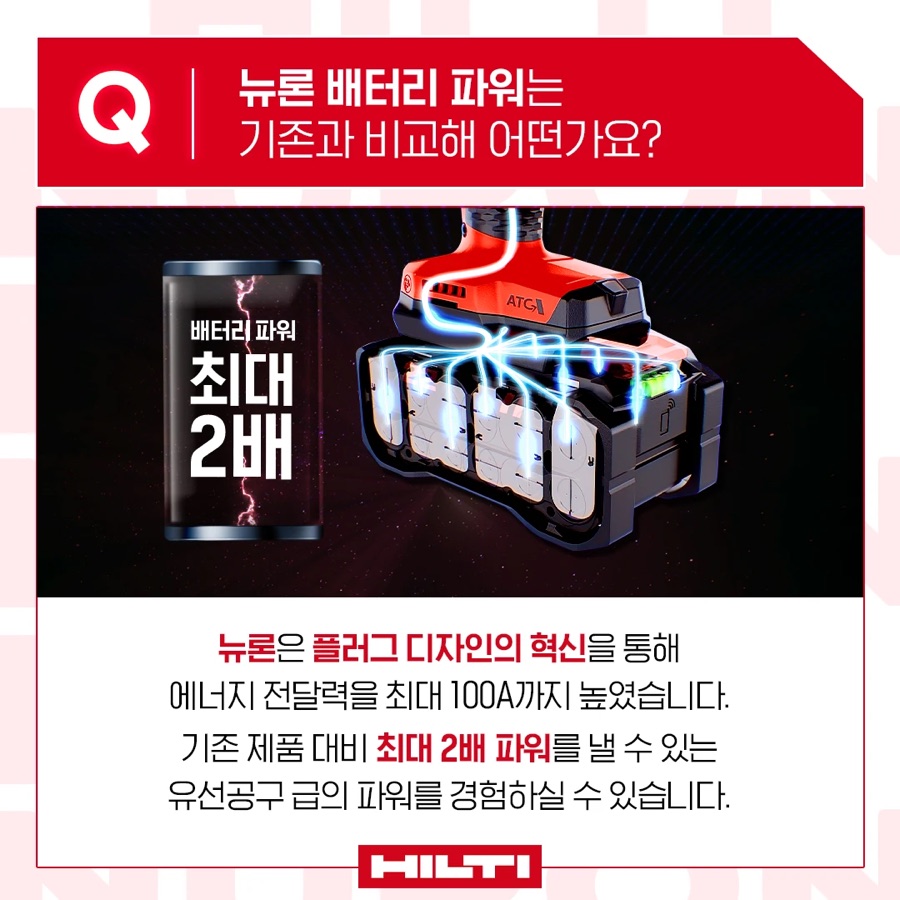 Q
뉴론 배터리 파워는
기존과 비교해 어떤가요?
배터리 파워
최대
2배
ATC
뉴론은 플러그 디자인의 혁신을 통해
에너지 전달력을 최대 100A까지 높였습니다.
기존 제품 대비 최대 2배 파워를 낼 수 있는
유선공구 급의 파워를 경험하실 수 있습니다.
HILTI